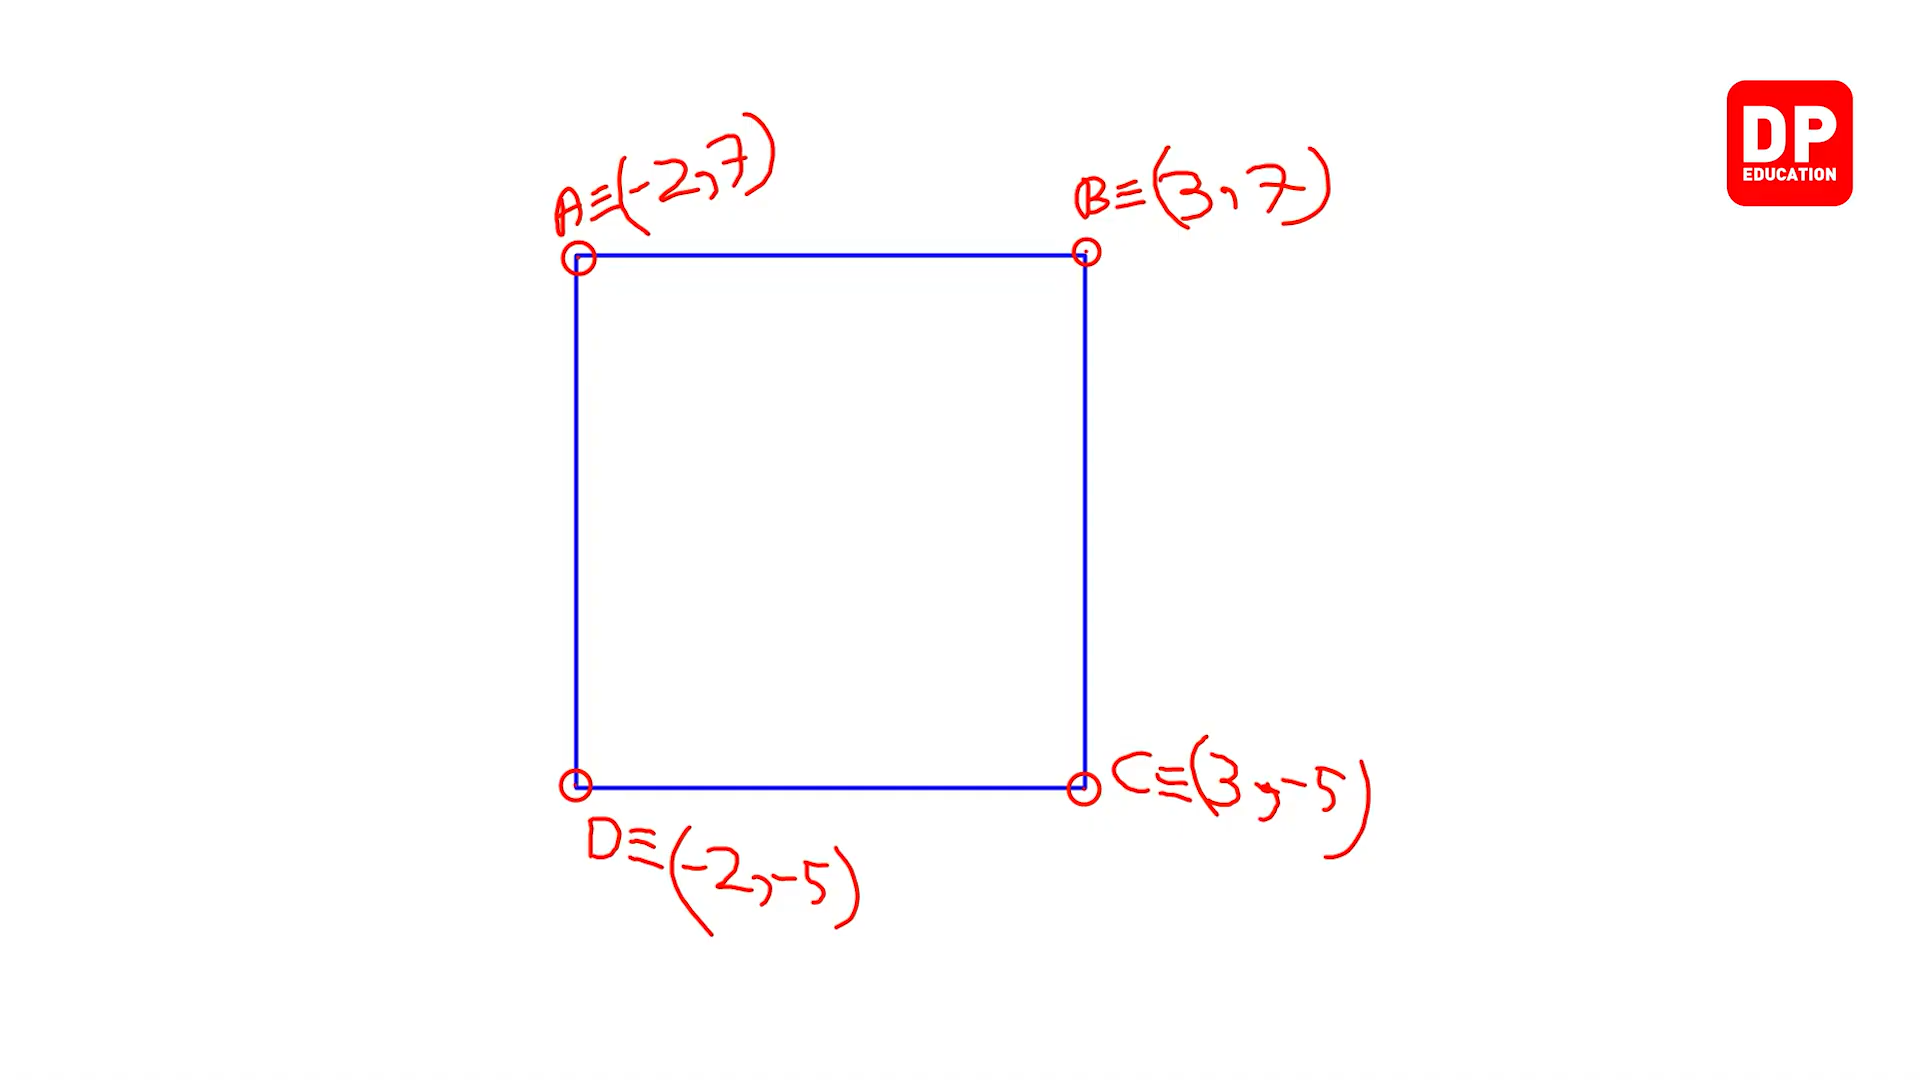 A≡(-2,7)
B≡(3,7)
DP
EDUCATION
C≡(3,-5)
D≡(-2,-5)